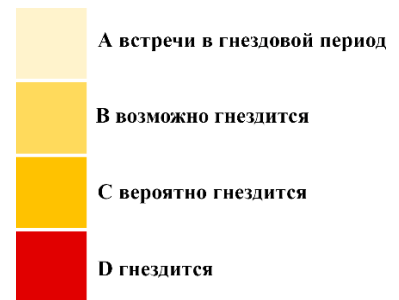 А встречи в гнездовой период
В возможно гнездится
С вероятно гнездится
D гнездится